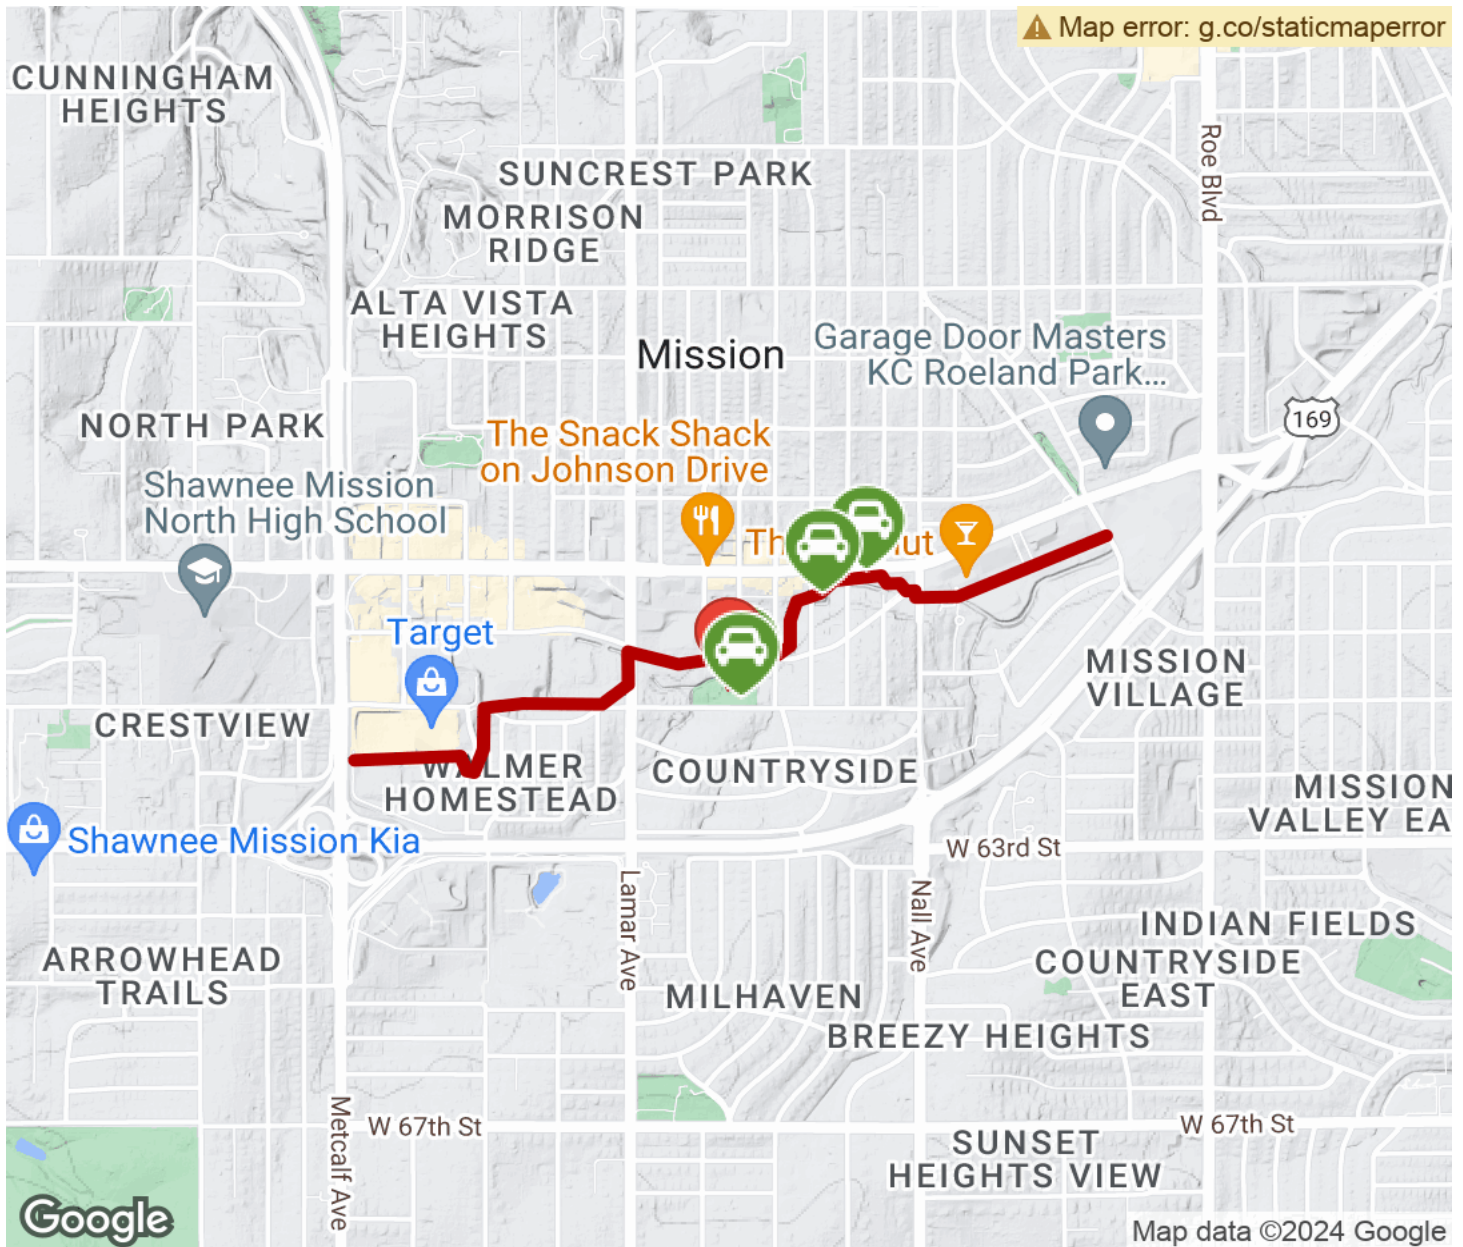 Map error: g.co/staticmaperror
CUNNINGHAM
HEIGHTS
Roe Blvd
SUNCREST PARK
MORRISON
RIDGE
ALTA VISTA
HEIGHTS
Mission
Garage Door Masters
KC Roeland Park...
169
NORTH PARK
The Snack Shack
on Johnson Drive
Shawnee Mission
North High School
Target
MISSION
VILLAGE
CRESTVIEW
WALMER
HOMESTEAD
COUNTRYSIDE
MISSION
VALLEY EA
Shawnee Mission Kia
W 63rd St
Lamar Ave
Nall Ave
INDIAN FIELDS
ARROWHEAD
TRAILS
COUNTRYSIDE
EAST
MILHAVEN
BREEZY HEIGHTS
Metcalf Ave
W 67th St
W 67th St
SUNSET
HEIGHTS VIEW
Google
Map data ©2024 Google